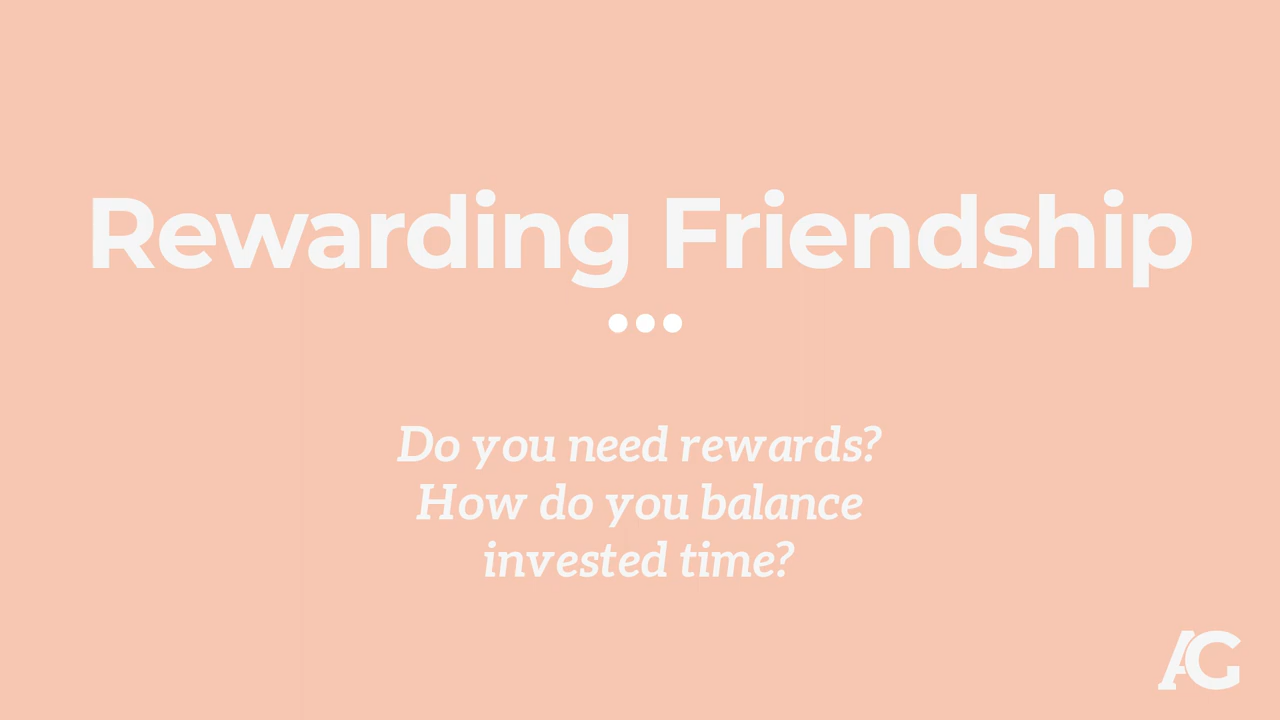 Rewarding Friendship
Do you need rewards?
How do you balance
invested time?
AG